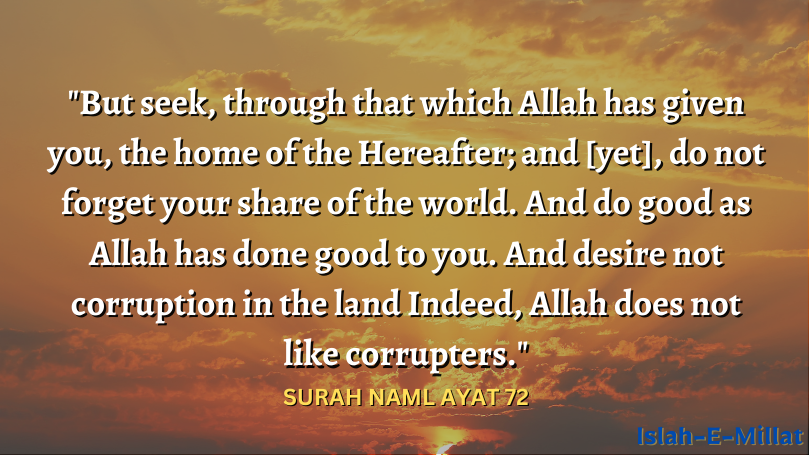 "But seek, through that which Allah has given
you, the home of the Hereafter; and [yet], do not
forget your share of the world. And do good as
Allah has done good to you. And desire not
corruption in the land Indeed, Allah does not
like corrupters."
SURAH NAML AYAT 72
Islah-E-Millat